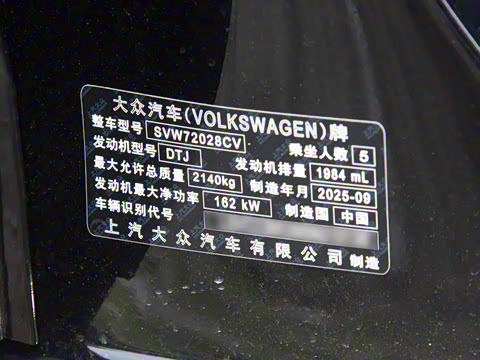 大众汽车(VOLKSWAGEN)牌
整车型号 SVW72028CV 乘坐人数 5
发动机型号 DTJ 发动机排量 1984 mL
最大允许总质量 2140kg 制造年月 2025-09
发动机最大净功率 162 kW 制造国 中国
车辆识别代号
上汽大众汽车有限公司 制造